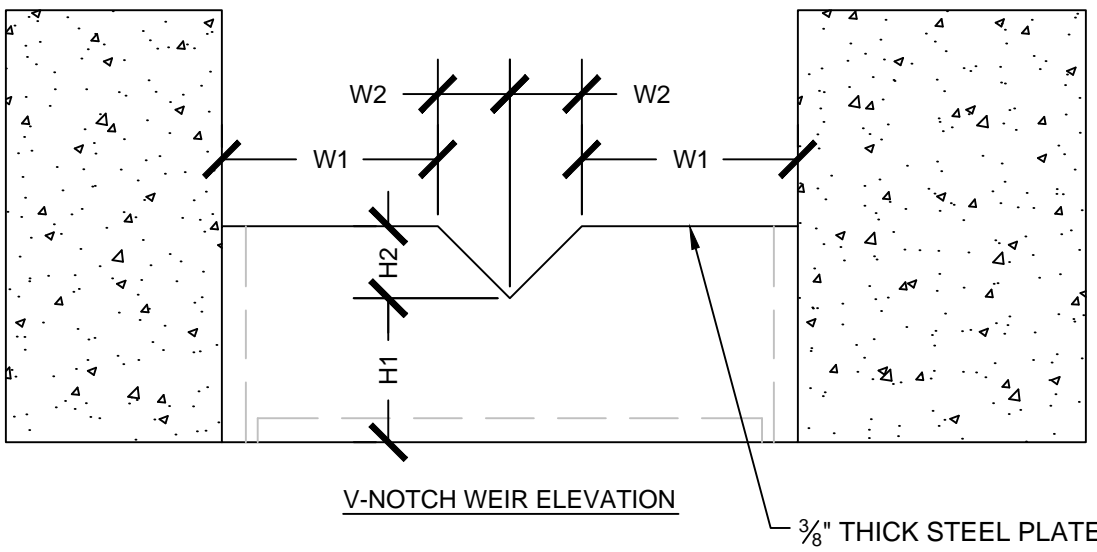 W2 W2
W1 W1
H2
H1
V-NOTCH WEIR ELEVATION
⅜" THICK STEEL PLATE